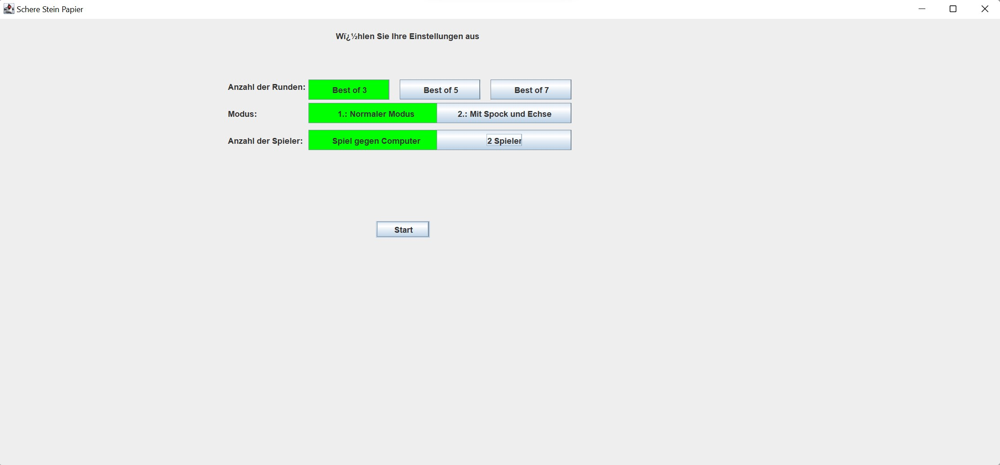 Schere Stein Papier
Wï¿½hlen Sie Ihre Einstellungen aus
Anzahl der Runden: Best of 3 Best of 5 Best of 7
Modus: 1.: Normaler Modus 2.: Mit Spock und Echse
Anzahl der Spieler: Spiel gegen Computer 2 Spieler
Start